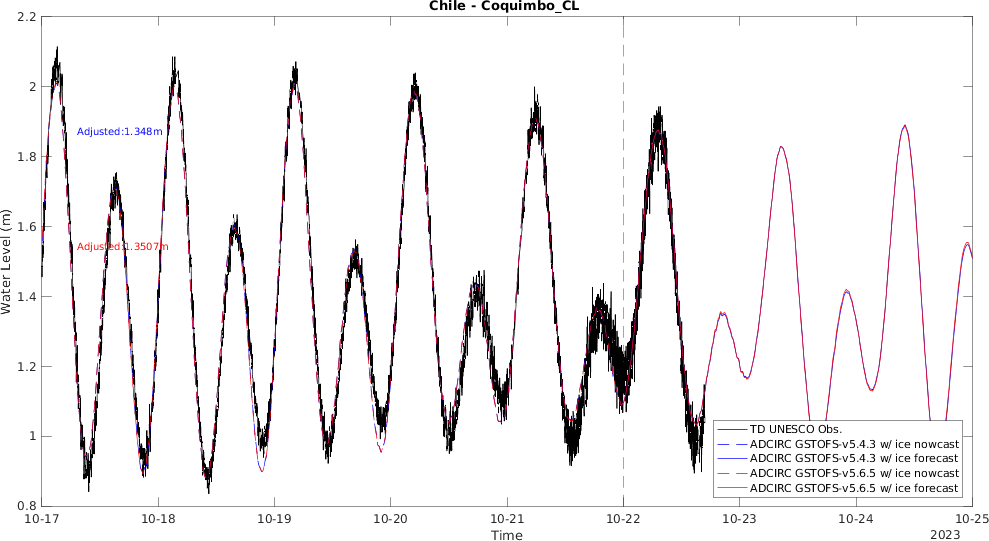 Chile - Coquimbo_CL
2.2
2
1.8
1.6
1.4
1.2
1
0.8
Water Level (m)
Adjusted:1.348m
Adjusted:1.3507m
TD UNESCO Obs.
ADCIRC GSTOFS-v5.4.3 w/ ice nowcast
ADCIRC GSTOFS-v5.4.3 w/ ice forecast
ADCIRC GSTOFS-v5.6.5 w/ ice nowcast
ADCIRC GSTOFS-v5.6.5 w/ ice forecast
10-17 10-18 10-19 10-20 10-21 10-22 10-23 10-24 10-25
Time
2023